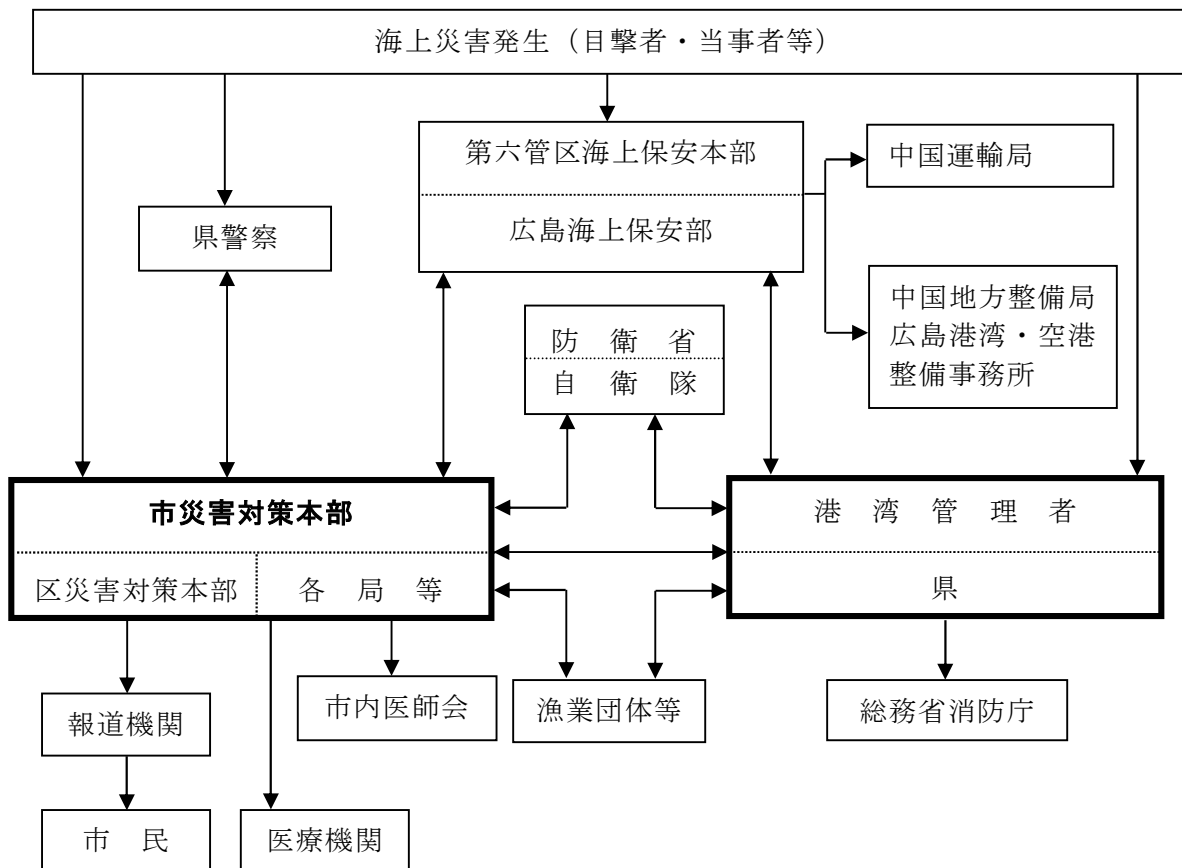 海上災害発生（目撃者・当事者等）
第六管区海上保安本部
広島海上保安部
中国運輸局
県警察
中国地方整備局
広島港湾・空港
整備事務所
防衛省
自衛隊
市災害対策本部
区災害対策本部
各局等
港湾管理者
県
報道機関
市内医師会
漁業団体等
総務省消防庁
市民
医療機関